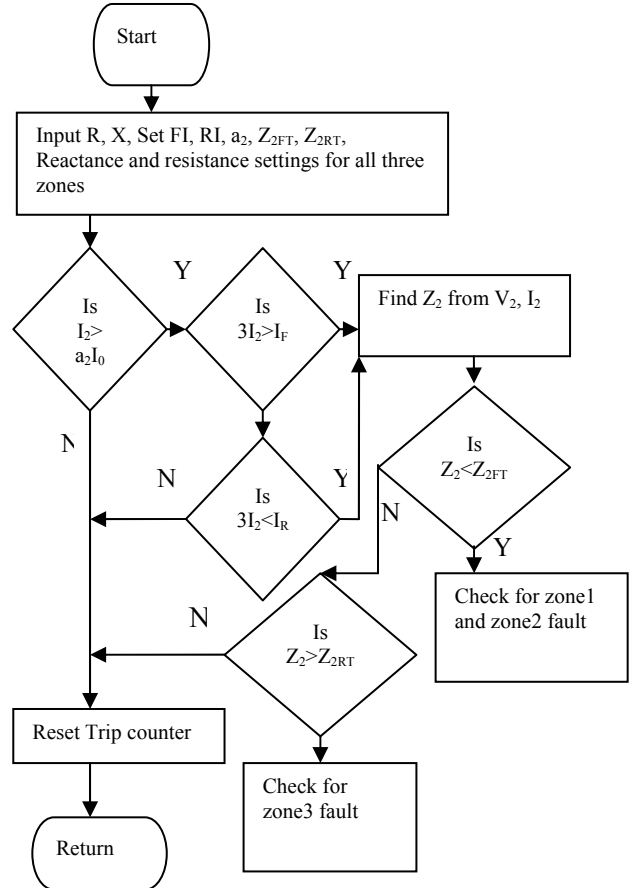 Start
Input R, X, Set FI, RI, a₂, Z₂FT, Z₂RT,
Reactance and resistance settings for all three
zones
Y
Y
Is
I₂>
a₂I₀
Is
3I₂>I_F
Find Z₂ from V₂, I₂
N
N
Is
3I₂<I_R
Y
Is
Z₂<Z₂FT
N
Y
Check for zone1
and zone2 fault
N
Is
Z₂>Z₂RT
Reset Trip counter
Check for
zone3 fault
Return